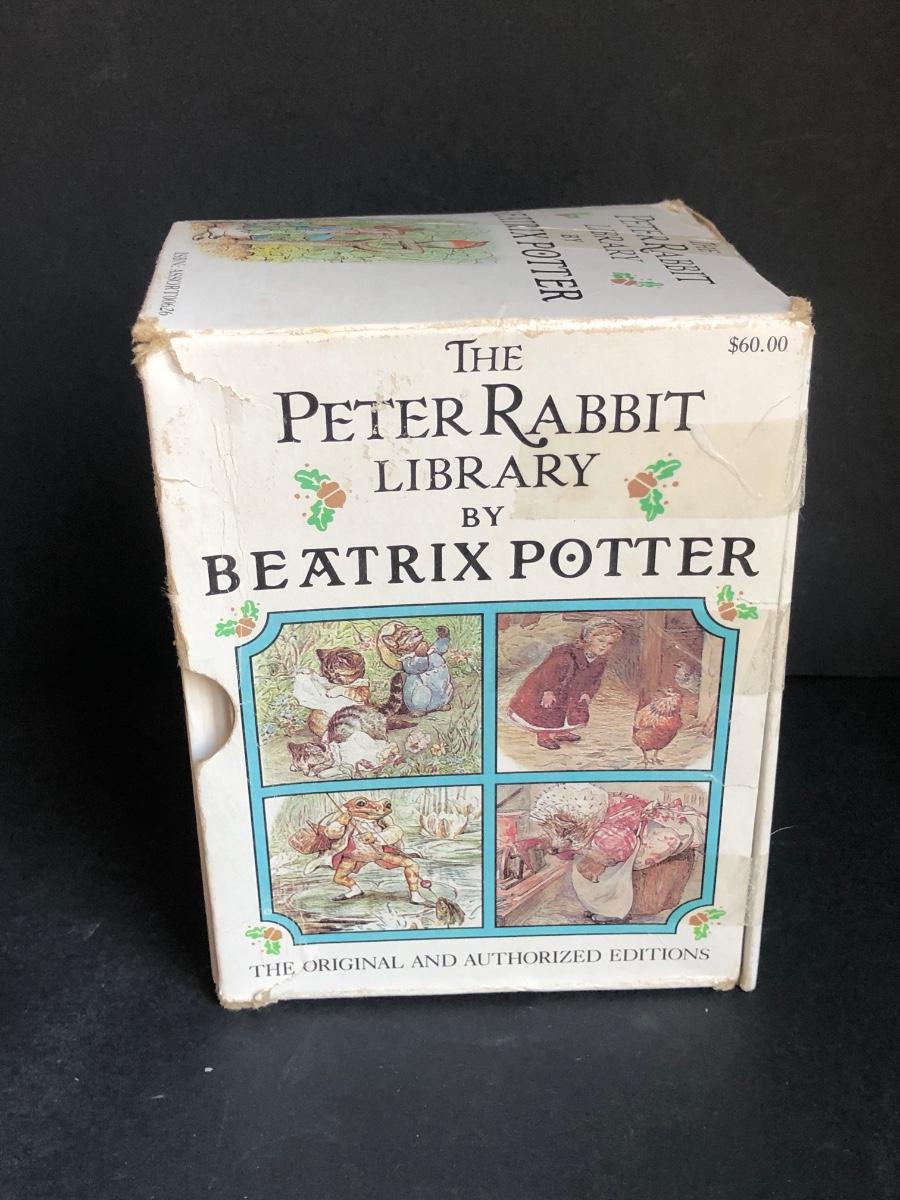 THE
PETER RABBIT
LIBRARY
BY
BEATRIX POTTER
THE
PETER RABBIT
LIBRARY
BY
BEATRIX POTTER
$60.00
THE ORIGINAL AND AUTHORIZED EDITIONS